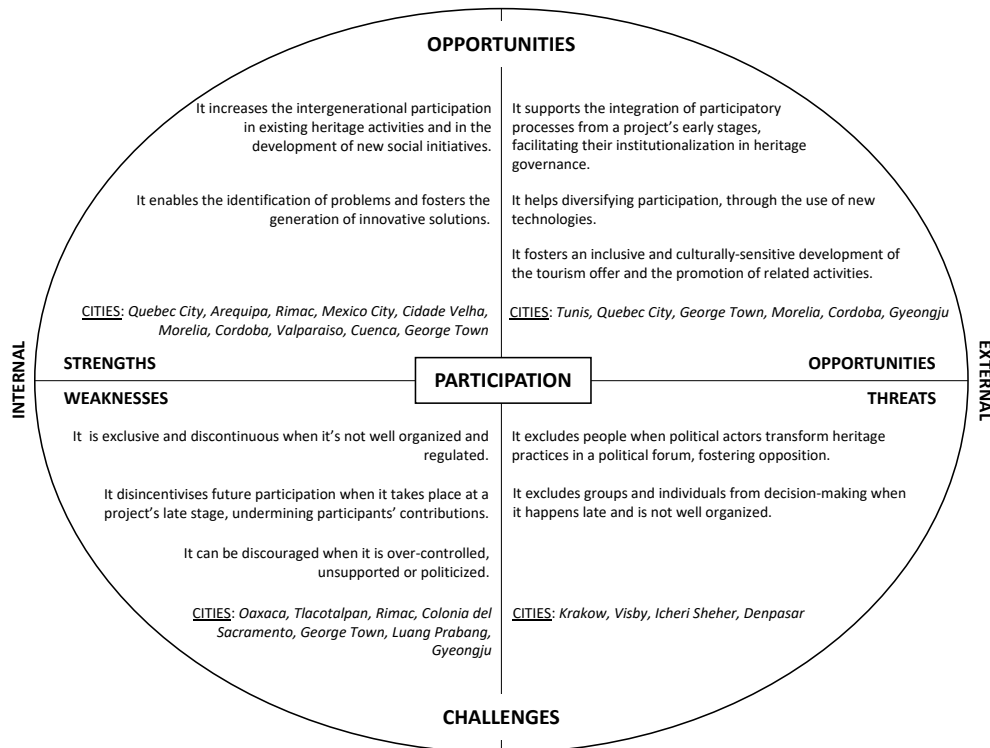 OPPORTUNITIES
It increases the intergenerational participation
in existing heritage activities and in the
development of new social initiatives.
It enables the identification of problems and fosters the
generation of innovative solutions.
CITIES: Quebec City, Arequipa, Rimac, Mexico City, Cidade Velha,
Morelia, Cordoba, Valparaiso, Cuenca, George Town
It supports the integration of participatory
processes from a project's early stages,
facilitating their institutionalization in heritage
governance.
It helps diversifying participation, through the use of new
technologies.
It fosters an inclusive and culturally-sensitive development of
the tourism offer and the promotion of related activities.
CITIES: Tunis, Quebec City, George Town, Morelia, Cordoba, Gyeongju
INTERNAL
STRENGTHS
OPPORTUNITIES
EXTERNAL
PARTICIPATION
WEAKNESSES
THREATS
It  is exclusive and discontinuous when it's not well organized and
regulated.
It disincentivises future participation when it takes place at a
project's late stage, undermining participants' contributions.
It can be discouraged when it is over-controlled,
unsupported or politicized.
CITIES: Oaxaca, Tlacotalpan, Rimac, Colonia del
Sacramento, George Town, Luang Prabang,
Gyeongju
It excludes people when political actors transform heritage
practices in a political forum, fostering opposition.
It excludes groups and individuals from decision-making when
it happens late and is not well organized.
CITIES: Krakow, Visby, Icheri Sheher, Denpasar
CHALLENGES